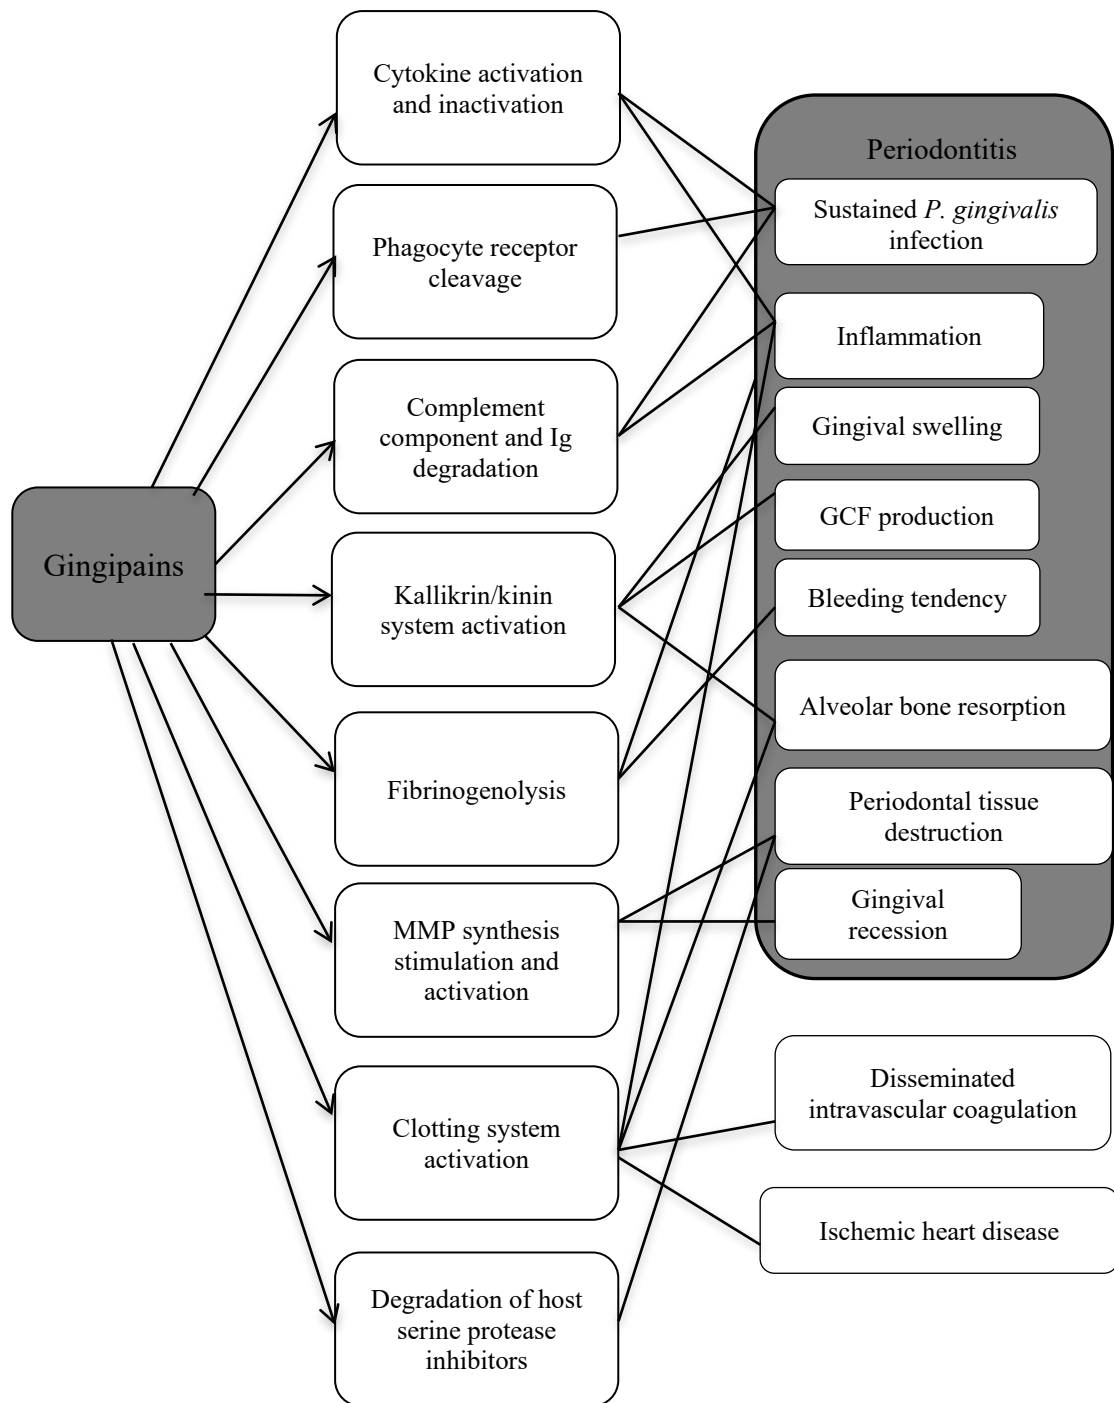 Gingipains
Cytokine activation
and inactivation
Phagocyte receptor
cleavage
Complement
component and Ig
degradation
Kallikrin/kinin
system activation
Fibrinogenolysis
MMP synthesis
stimulation and
activation
Clotting system
activation
Degradation of host
serine protease
inhibitors
Periodontitis
Sustained P. gingivalis
infection
Inflammation
Gingival swelling
GCF production
Bleeding tendency
Alveolar bone resorption
Periodontal tissue
destruction
Gingival
recession
Disseminated
intravascular coagulation
Ischemic heart disease